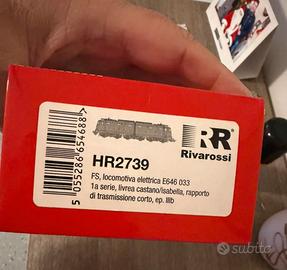 RR
Rivarossi
HR2739
FS, locomotiva elettrica E646 033
1a serie, livrea castano/isabella, rapporto
di trasmissione corto, ep. IIIb
5 055286 654688
subito